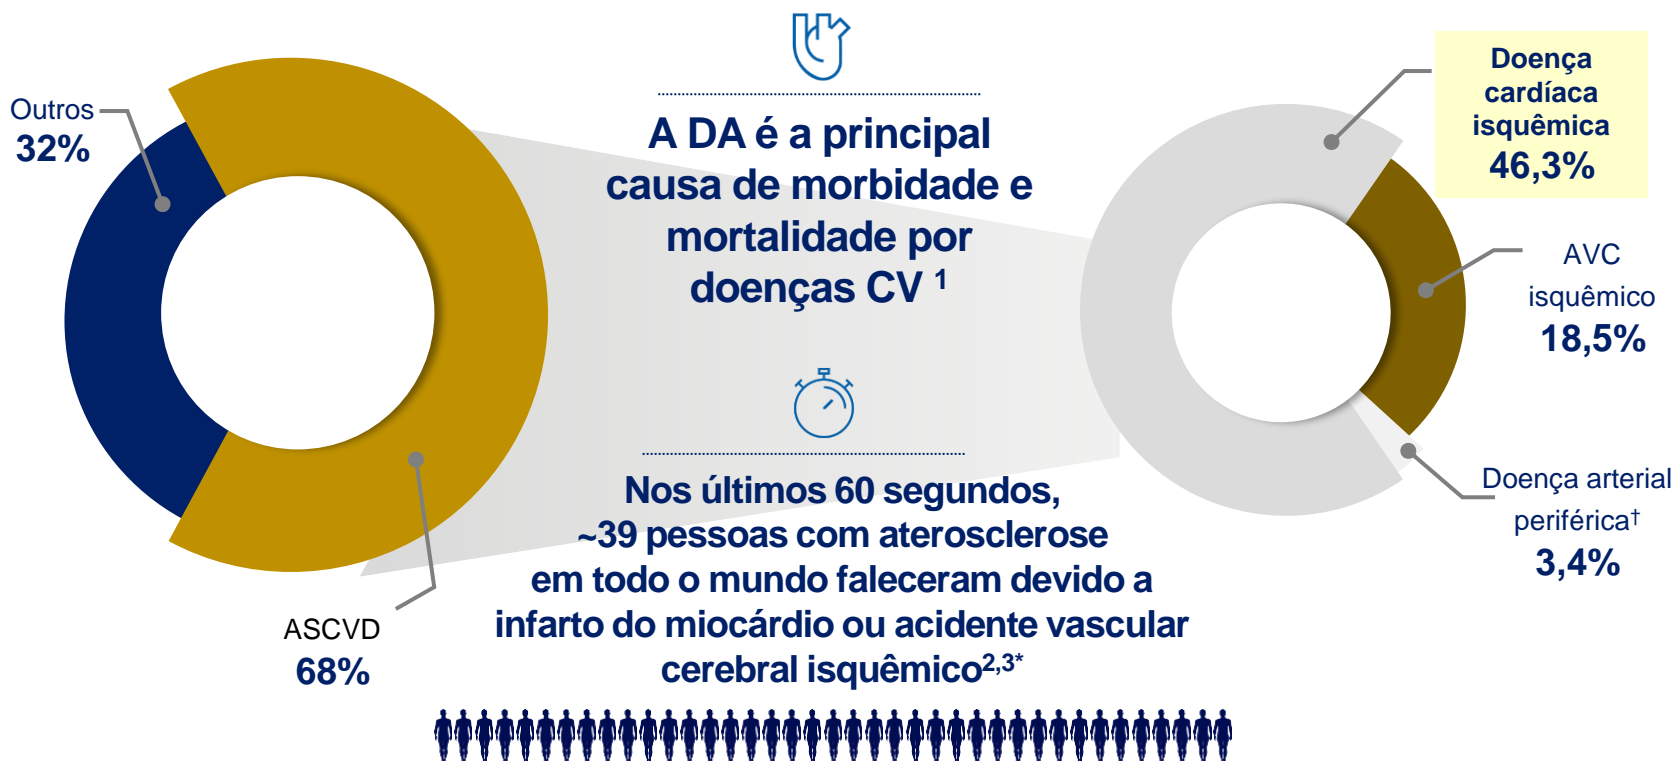 Outros
32%
ASCVD
68%
A DA é a principal
causa de morbidade e
mortalidade por
doenças CV ¹
Nos últimos 60 segundos,
~39 pessoas com aterosclerose
em todo o mundo faleceram devido a
infarto do miocárdio ou acidente vascular
cerebral isquêmico²,³*
Doença
cardíaca
isquêmica
46,3%
AVC
isquêmico
18,5%
Doença arterial
periférica†
3,4%